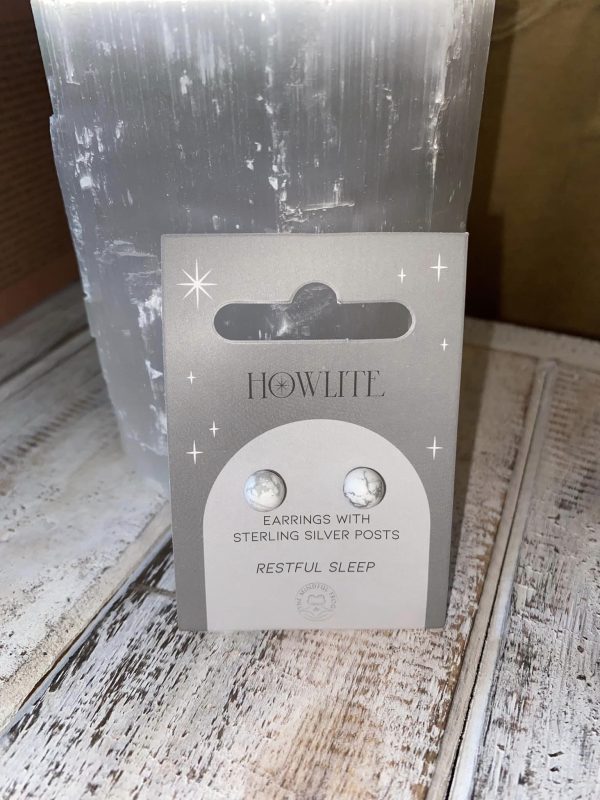 HOWLITE
EARRINGS WITH
STERLING SILVER POSTS
RESTFUL SLEEP